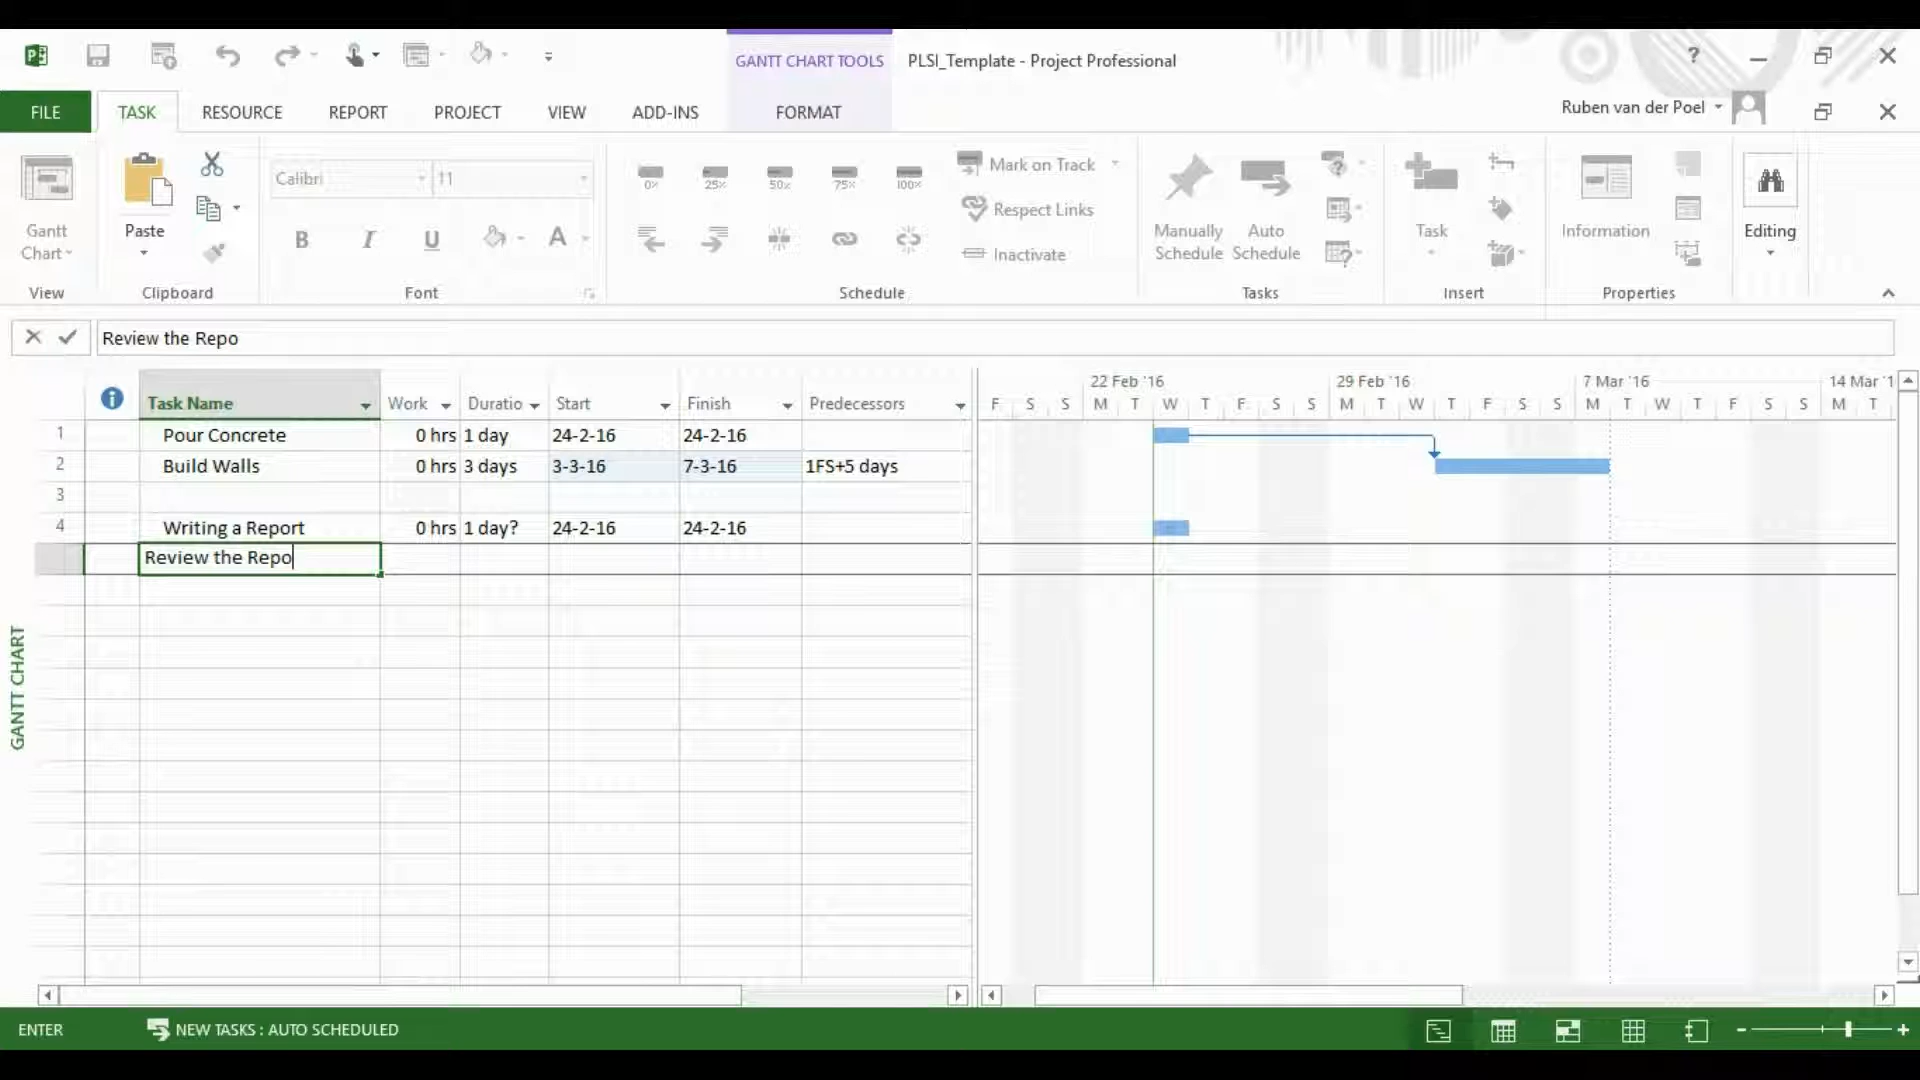 GANTT CHART TOOLS PLSI_Template - Project Professional ?
FILE TASK RESOURCE REPORT PROJECT VIEW ADD-INS FORMAT Ruben van der Poel
Gantt Chart
View
Paste
Clipboard
Calibri 11
B I U A
Font
0% 25% 50% 75% 100%
Mark on Track
Respect Links
Inactivate
Schedule
Manually Schedule
Auto Schedule
Tasks
Task
Insert
Information
Properties
Editing
Review the Repo
Task Name Work Duratio Start Finish Predecessors
22 Feb '16 29 Feb '16 7 Mar '16 14 Mar '1
F S S M T W T F S S M T W T F S S M T W T F S S M T
1 Pour Concrete 0 hrs 1 day 24-2-16 24-2-16
2 Build Walls 0 hrs 3 days 3-3-16 7-3-16 1FS+5 days
3
4 Writing a Report 0 hrs 1 day? 24-2-16 24-2-16
Review the Repo
GANTT CHART
ENTER NEW TASKS : AUTO SCHEDULED